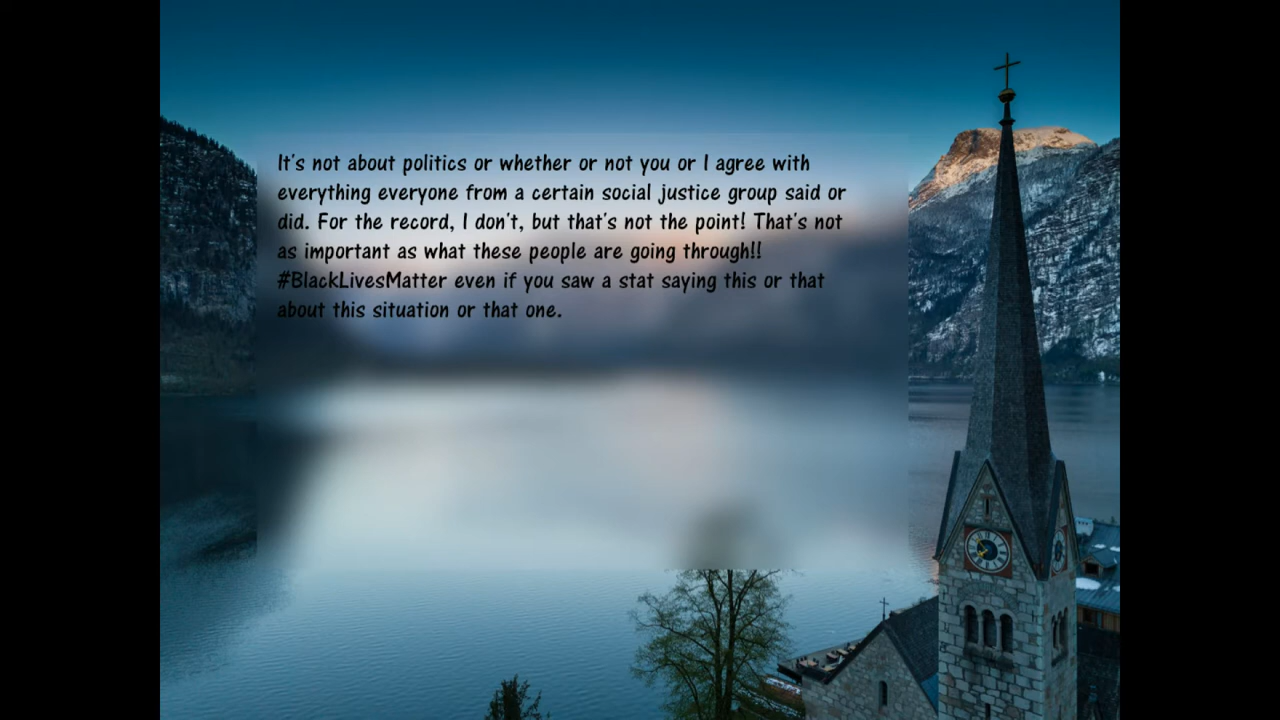 It's not about politics or whether or not you or I agree with
everything everyone from a certain social justice group said or
did. For the record, I don't, but that's not the point! That's not
as important as what these people are going through!!
#BlackLivesMatter even if you saw a stat saying this or that
about this situation or that one.